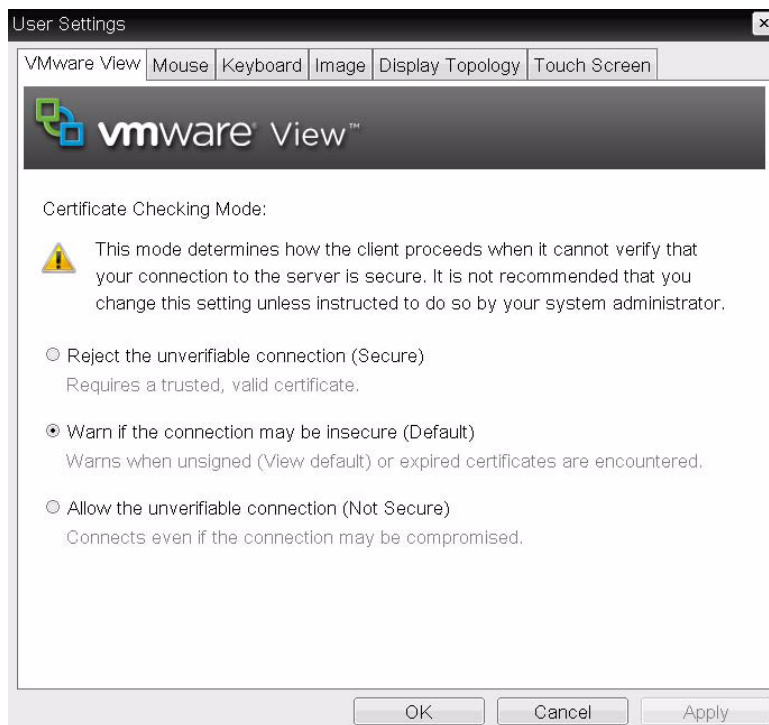 User Settings
VMware View Mouse Keyboard Image Display Topology Touch Screen
vmware View™
Certificate Checking Mode:
This mode determines how the client proceeds when it cannot verify that
your connection to the server is secure. It is not recommended that you
change this setting unless instructed to do so by your system administrator.
Reject the unverifiable connection (Secure)
Requires a trusted, valid certificate.
Warn if the connection may be insecure (Default)
Warns when unsigned (View default) or expired certificates are encountered.
Allow the unverifiable connection (Not Secure)
Connects even if the connection may be compromised.
OK Cancel Apply